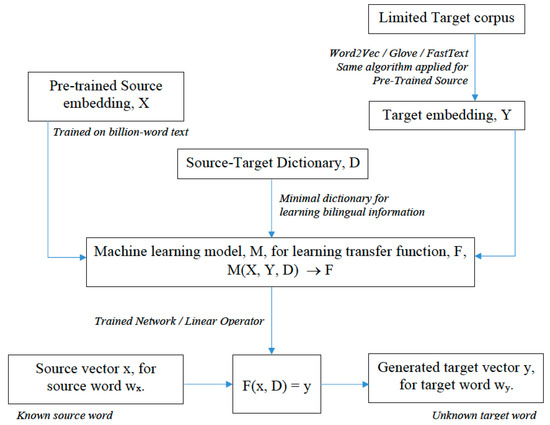 Limited Target corpus
Word2Vec / Glove / FastText
Same algorithm applied for
Pre-Trained Source
Pre-trained Source
embedding, X
Trained on billion-word text
Target embedding, Y
Source-Target Dictionary, D
Minimal dictionary for
learning bilingual information
Machine learning model, M, for learning transfer function, F,
M(X, Y, D) → F
Trained Network / Linear Operator
Source vector x, for
source word wₓ.
Known source word
F(x, D) = y
Generated target vector y,
for target word wᵧ.
Unknown target word